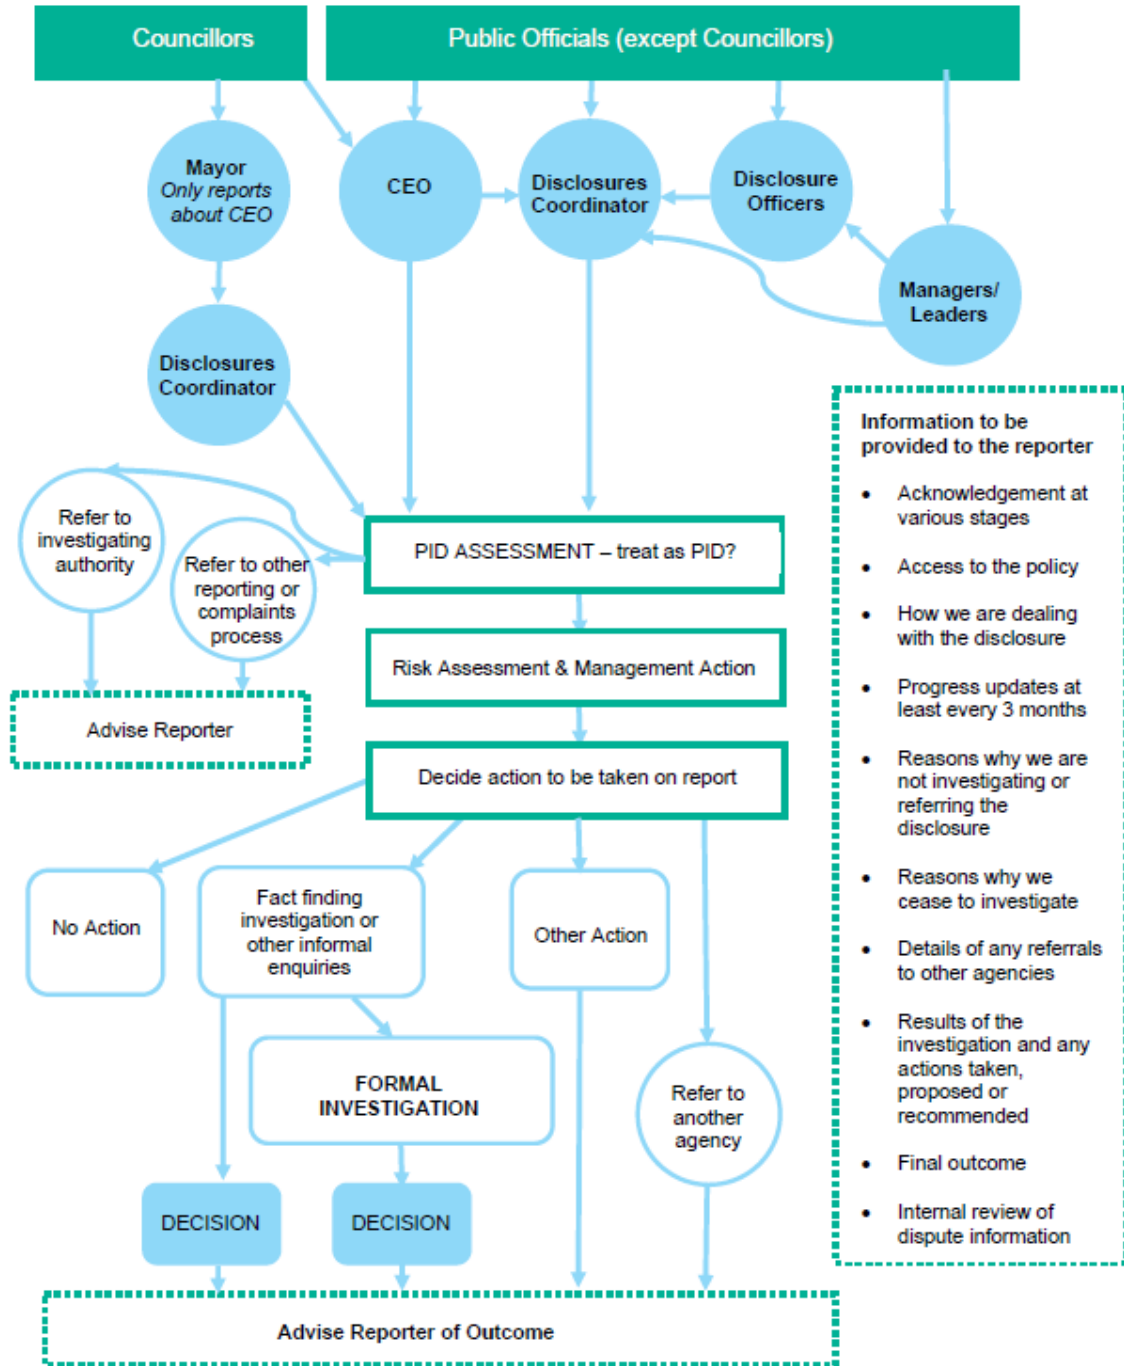 Councillors
Public Officials (except Councillors)
Mayor
Only reports
about CEO
CEO
Disclosures
Coordinator
Disclosure
Officers
Managers/
Leaders
Disclosures
Coordinator
Refer to
investigating
authority
Refer to other
reporting or
complaints
process
PID ASSESSMENT – treat as PID?
Risk Assessment & Management Action
Advise Reporter
Decide action to be taken on report
No Action
Fact finding
investigation or
other informal
enquiries
Other Action
FORMAL
INVESTIGATION
Refer to
another
agency
DECISION
DECISION
Advise Reporter of Outcome
Information to be
provided to the reporter
• Acknowledgement at
various stages
• Access to the policy
• How we are dealing
with the disclosure
• Progress updates at
least every 3 months
• Reasons why we are
not investigating or
referring the
disclosure
• Reasons why we
cease to investigate
• Details of any referrals
to other agencies
• Results of the
investigation and any
actions taken,
proposed or
recommended
• Final outcome
• Internal review of
dispute information